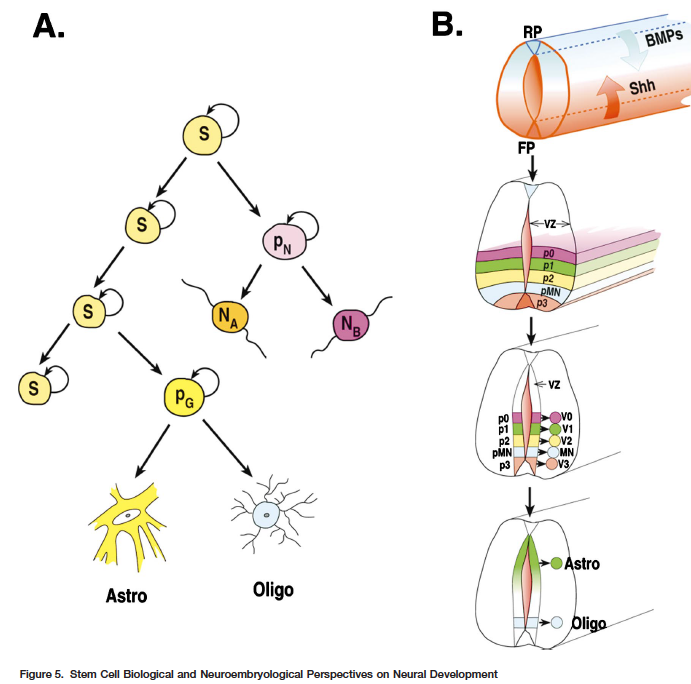 A.
S
S
pN
S
NA
NB
S
pG
Astro
Oligo
B.
RP
BMPs
Shh
FP
VZ
p0
p1
p2
pMN
p3
VZ
p0 V0
p1 V1
p2 V2
pMN MN
p3 V3
Astro
Oligo
Figure 5. Stem Cell Biological and Neuroembryological Perspectives on Neural Development